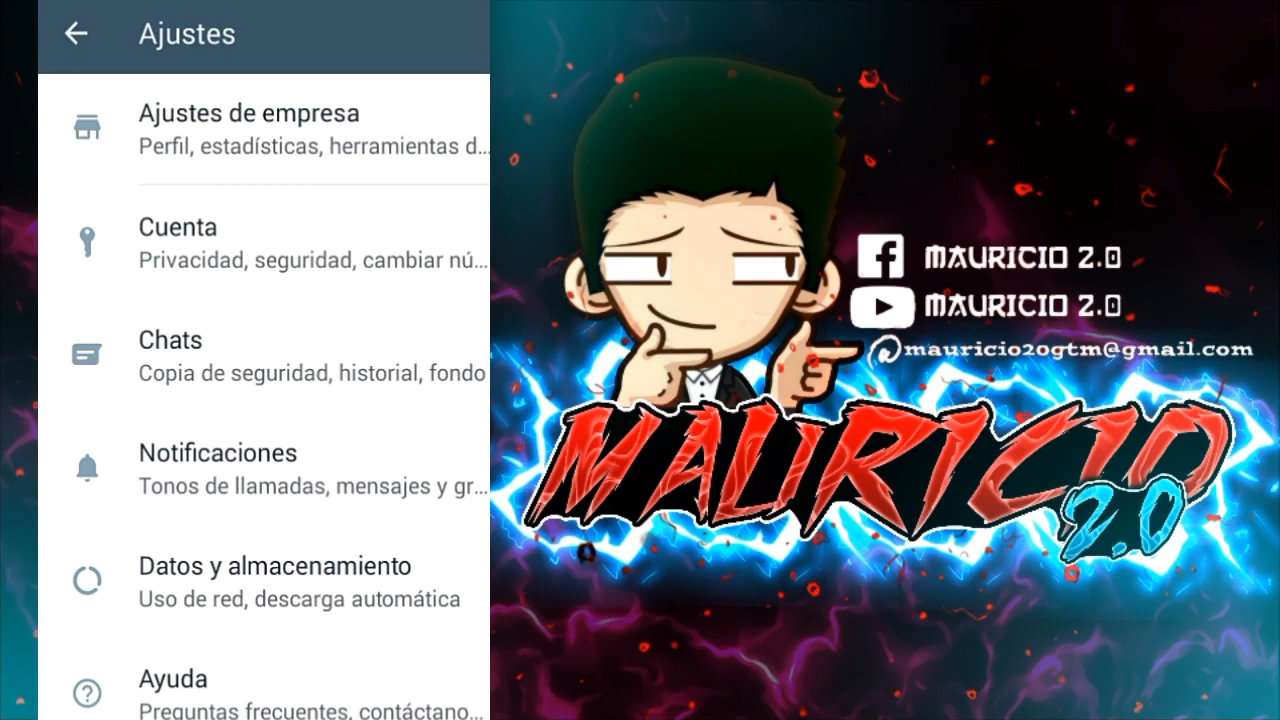 Ajustes
Ajustes de empresa
Perfil, estadísticas, herramientas d...
Cuenta
Privacidad, seguridad, cambiar nú...
Chats
Copia de seguridad, historial, fondo
Notificaciones
Tonos de llamadas, mensajes y gr...
Datos y almacenamiento
Uso de red, descarga automática
Ayuda
Preguntas frecuentes, contáctano...
MAURICIO 2.0
MAURICIO 2.0
@mauricio20gtm@gmail.com
MAURICIO
2.0